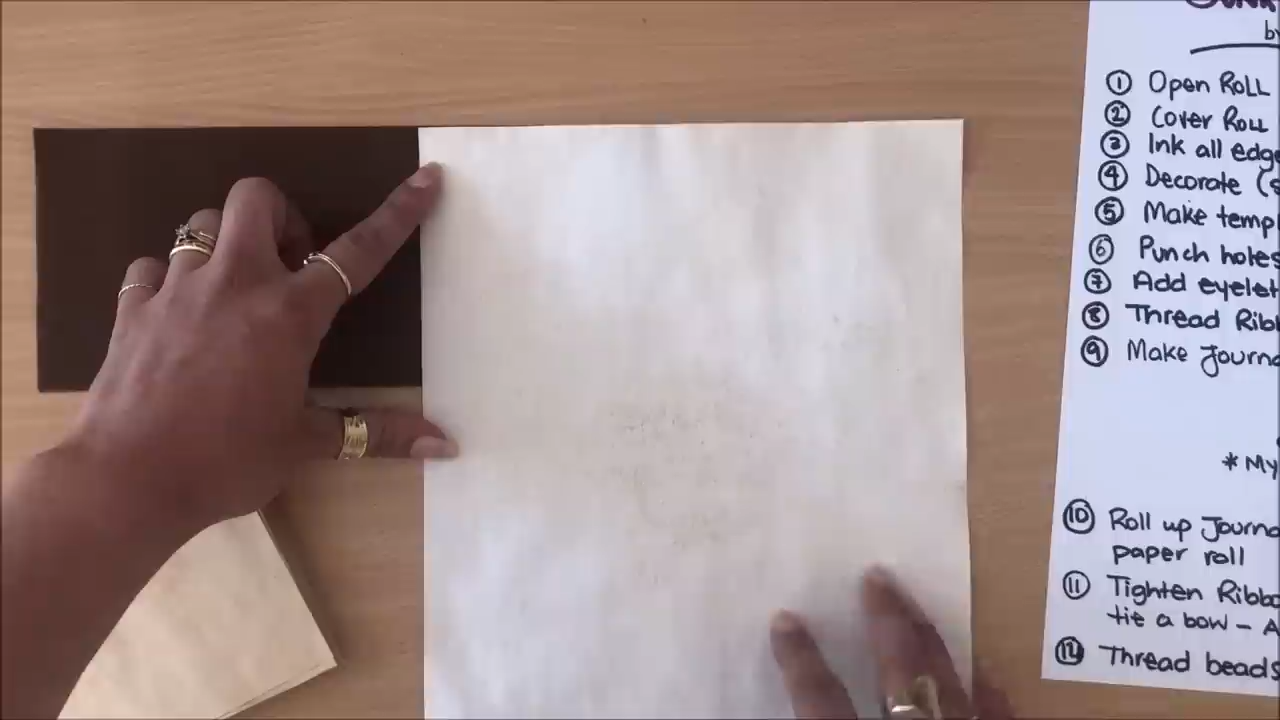 by
① Open Roll
② Cover Roll
③ Ink all edge
④ Decorate (s
⑤ Make templ
⑥ Punch holes
⑦ Add eyelet
⑧ Thread Ribb
⑨ Make Journa
* My
⑩ Roll up Journa
paper roll
⑪ Tighten Ribbo
tie a bow - A
⑫ Thread beads